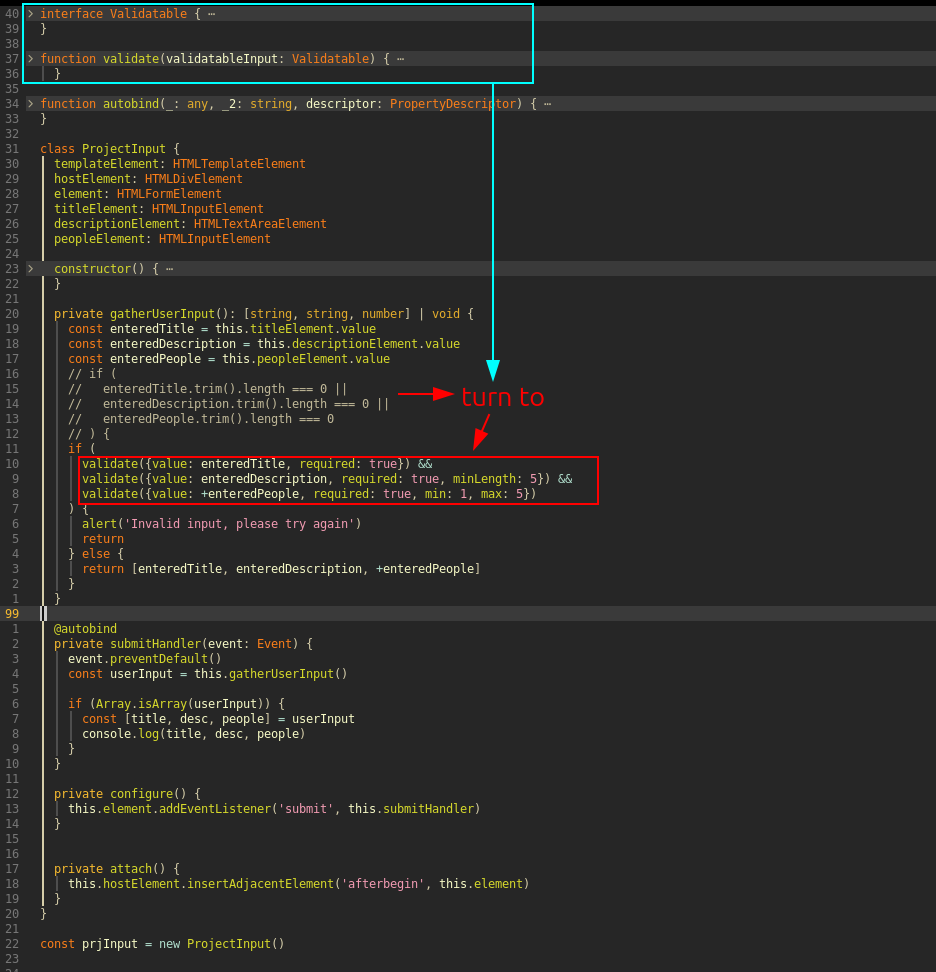 40 > interface Validatable { ⋯
39 }
38
37 > function validate(validatableInput: Validatable) { ⋯
36 }
35
34 > function autobind(_: any, _2: string, descriptor: PropertyDescriptor) { ⋯
33 }
32
31 class ProjectInput {
30 templateElement: HTMLTemplateElement
29 hostElement: HTMLDivElement
28 element: HTMLFormElement
27 titleElement: HTMLInputElement
26 descriptionElement: HTMLTextAreaElement
25 peopleElement: HTMLInputElement
24
23 > constructor() { ⋯
22 }
21
20 private gatherUserInput(): [string, string, number] | void {
19 const enteredTitle = this.titleElement.value
18 const enteredDescription = this.descriptionElement.value
17 const enteredPeople = this.peopleElement.value
16 // if (
15 // enteredTitle.trim().length === 0 ||
14 // enteredDescription.trim().length === 0 ||
turn to
13 // enteredPeople.trim().length === 0
12 // ) {
11 if (
10 validate({value: enteredTitle, required: true}) &&
9 validate({value: enteredDescription, required: true, minLength: 5}) &&
8 validate({value: +enteredPeople, required: true, min: 1, max: 5})
7 ) {
6 alert('Invalid input, please try again')
5 return
4 } else {
3 return [enteredTitle, enteredDescription, +enteredPeople]
2 }
1 }
99
1 @autobind
2 private submitHandler(event: Event) {
3 event.preventDefault()
4 const userInput = this.gatherUserInput()
5
6 if (Array.isArray(userInput)) {
7 const [title, desc, people] = userInput
8 console.log(title, desc, people)
9 }
10 }
11
12 private configure() {
13 this.element.addEventListener('submit', this.submitHandler)
14 }
15
16
17 private attach() {
18 this.hostElement.insertAdjacentElement('afterbegin', this.element)
19 }
20 }
21
22 const prjInput = new ProjectInput()
23